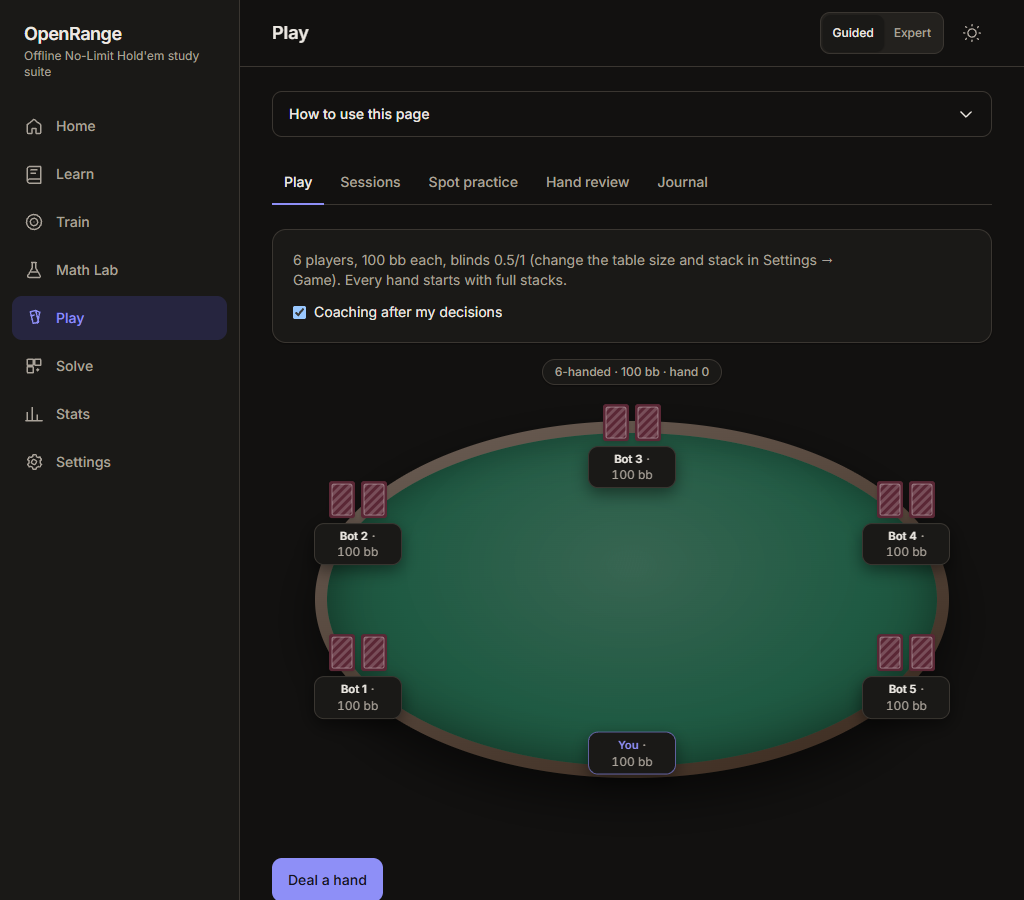 OpenRange
Offline No-Limit Hold'em study
suite
Home
Learn
Train
Math Lab
Play
Solve
Stats
Settings
Play
Guided
Expert
How to use this page
Play
Sessions
Spot practice
Hand review
Journal
6 players, 100 bb each, blinds 0.5/1 (change the table size and stack in Settings →
Game). Every hand starts with full stacks.
Coaching after my decisions
6-handed · 100 bb · hand 0
Bot 3 ·
100 bb
Bot 2 ·
100 bb
Bot 4 ·
100 bb
Bot 1 ·
100 bb
Bot 5 ·
100 bb
You ·
100 bb
Deal a hand